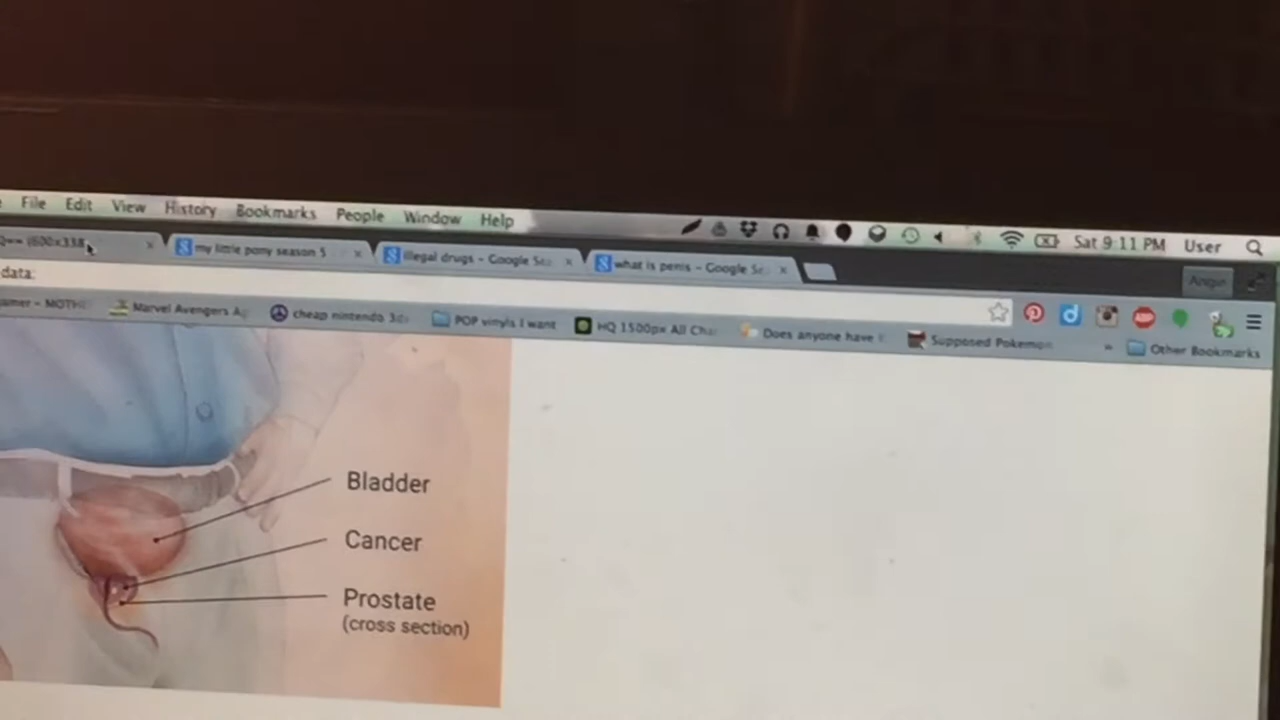 File Edit View History Bookmarks People Window Help Sat 9:11 PM User
(600x338) my little pony season 5 illegal drugs - Google Se what is penis - Google Se
data:
Marvel Avengers A cheap nintendo 3ds POP vinyls I want HQ 1500px All Cha Does anyone have Supposed Pokemon » Other Bookmarks
Bladder
Cancer
Prostate
(cross section)